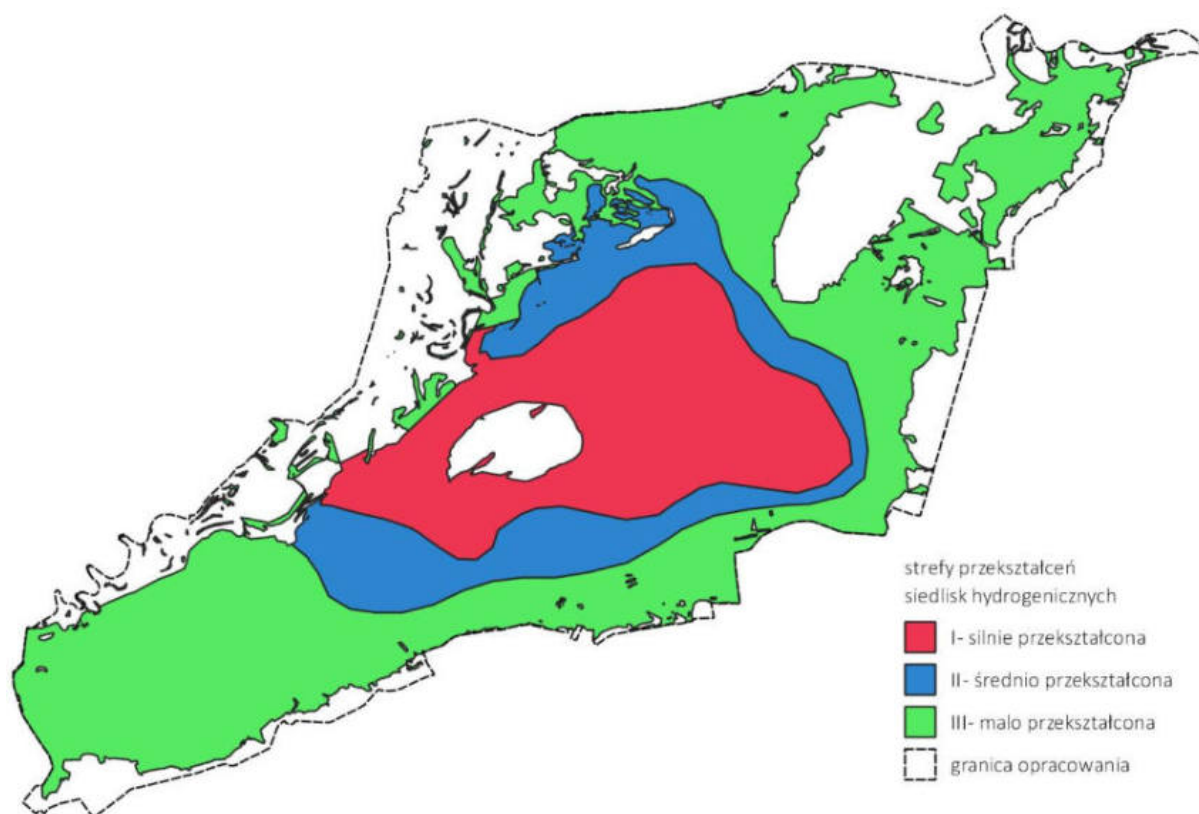 strefy przekształceń
siedlisk hydrogenicznych
I- silnie przekształcona
II- średnio przekształcona
III- malo przekształcona
granica opracowania